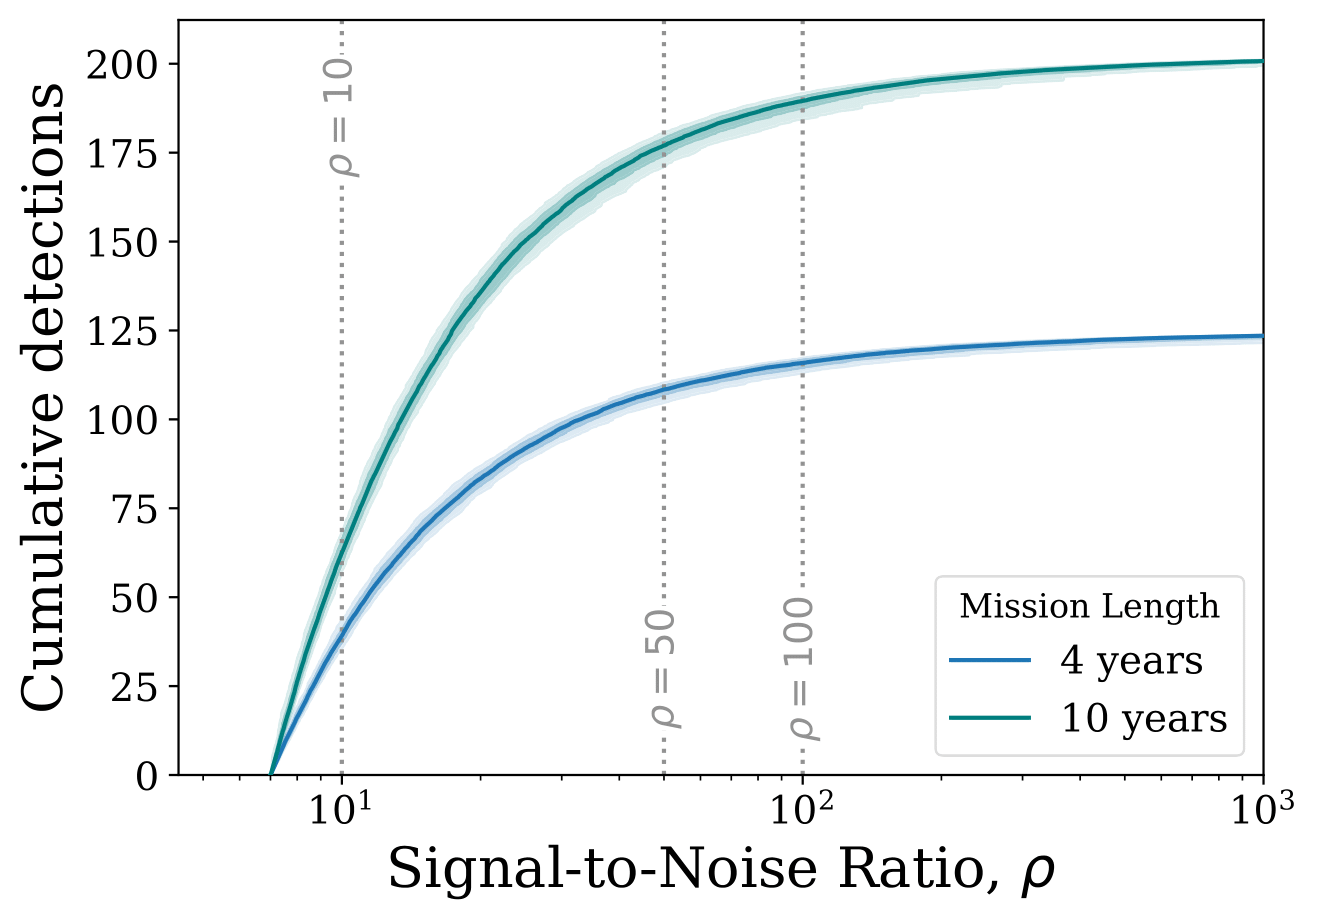 Cumulative detections
200
175
150
125
100
75
50
25
0
ρ = 10
ρ = 50
ρ = 100
Mission Length
4 years
10 years
10¹
10²
10³
Signal-to-Noise Ratio, ρ